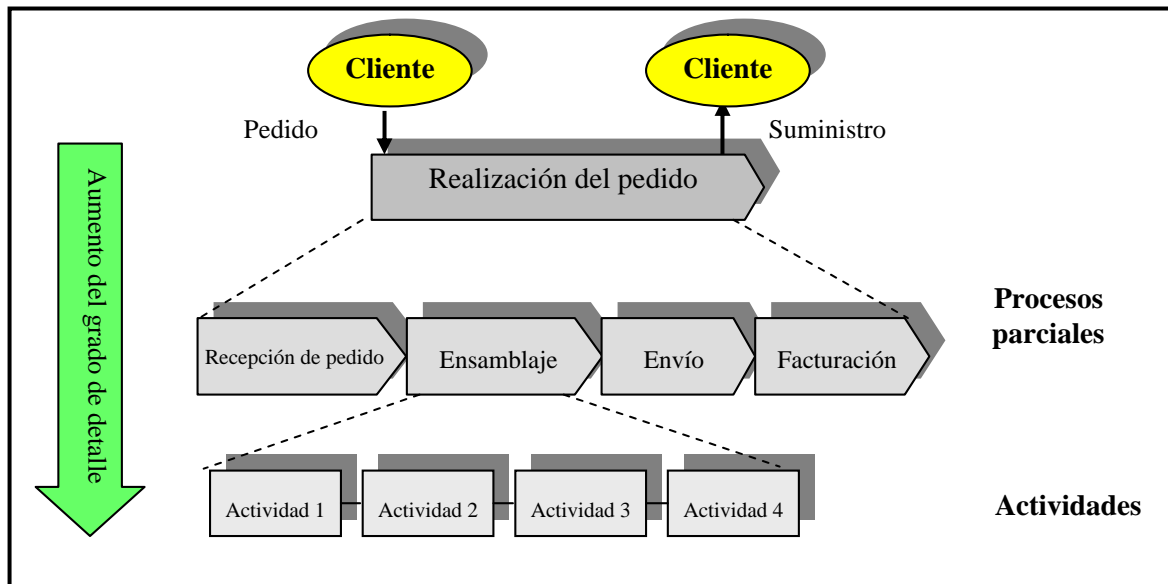 Cliente
Cliente
Pedido
Suministro
Realización del pedido
Aumento del grado de detalle
Procesos
parciales
Recepción de pedido
Ensamblaje
Envío
Facturación
Actividad 1
Actividad 2
Actividad 3
Actividad 4
Actividades